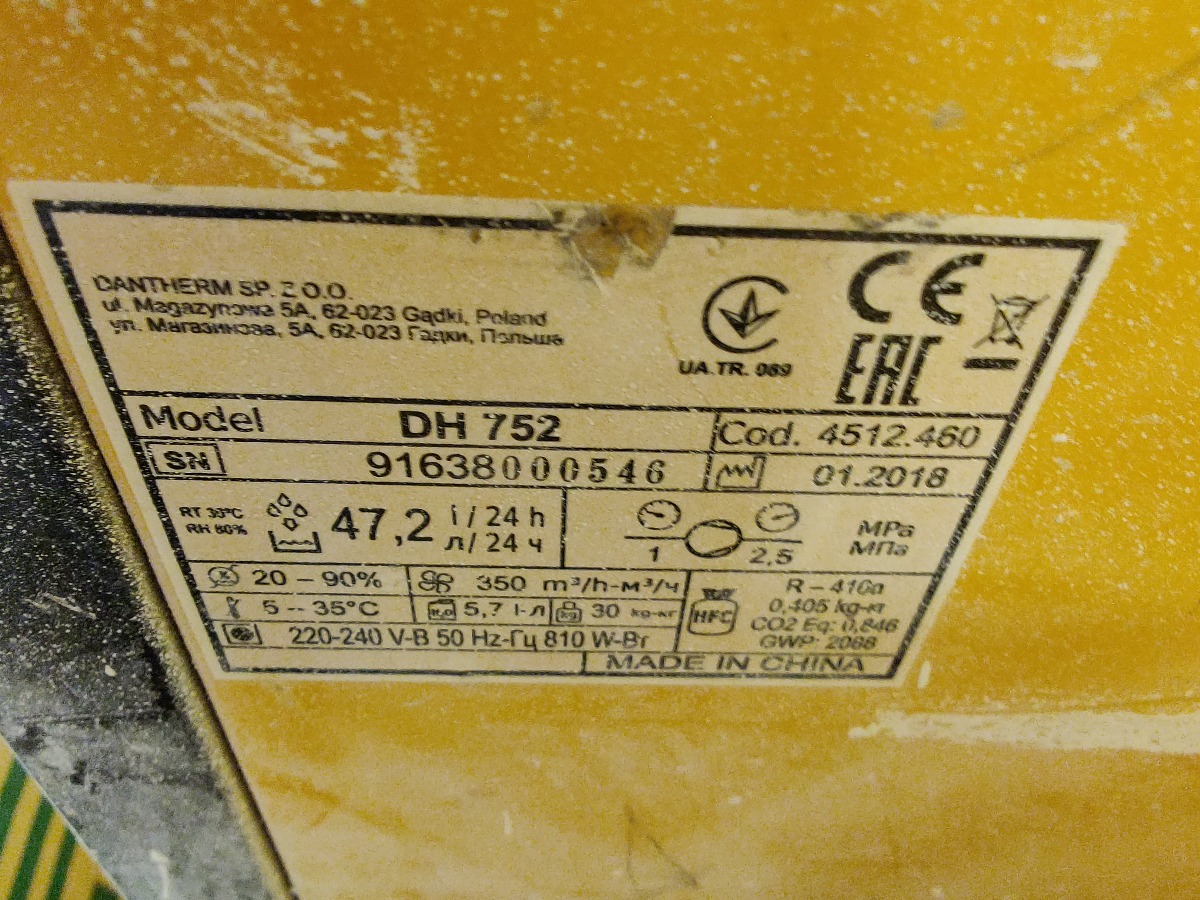 DANTHERM SP. Z O.O.
ul. Magazynowa 5A, 62-023 Gądki, Poland
ул. Магазинова, 5A, 62-023 Гадки, Польша
CE
UA.TR. 089
EAC
Model DH 752 Cod. 4512.460
SN 91638000546 01.2018
RT 30°C
RH 80%
47,2 l / 24 h
л / 24 ч
1 2,5
MPa
МПа
20 – 90% 350 m³/h-м³/ч
5 -- 35°C H2O 5,7 l-л kg 30 kg-кг
220-240 V-В 50 Hz-Гц 810 W-Вт
HFC
R – 410a
0,405 kg-кг
CO2 Eq: 0,846
GWP: 2088
MADE IN CHINA